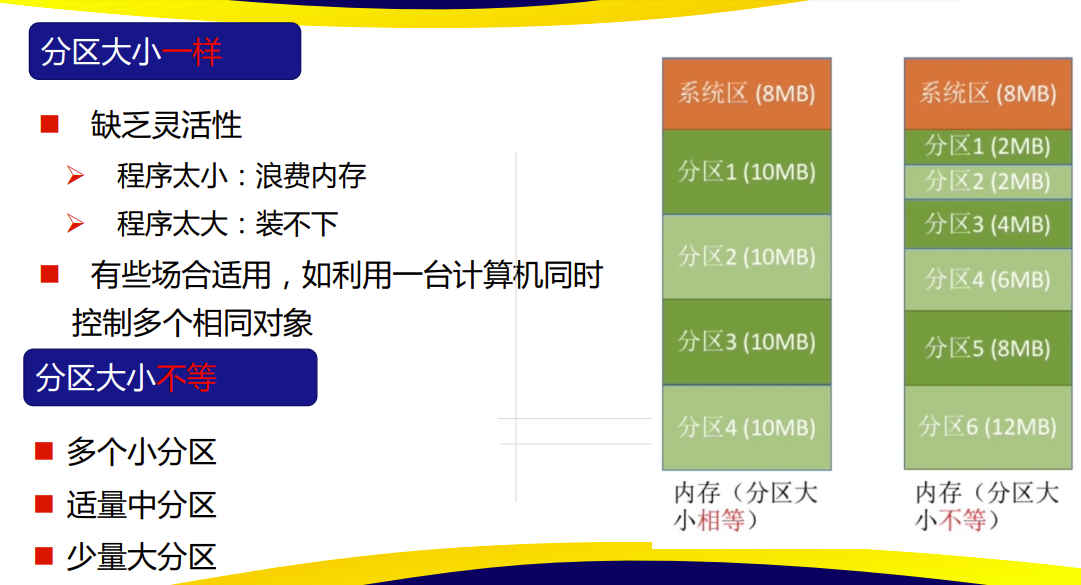 分区大小一样
缺乏灵活性
程序太小：浪费内存
程序太大：装不下
有些场合适用，如利用一台计算机同时
控制多个相同对象
分区大小不等
多个小分区
适量中分区
少量大分区
系统区 (8MB)
分区1 (10MB)
分区2 (10MB)
分区3 (10MB)
分区4 (10MB)
内存（分区大
小相等）
系统区 (8MB)
分区1 (2MB)
分区2 (2MB)
分区3 (4MB)
分区4 (6MB)
分区5 (8MB)
分区6 (12MB)
内存（分区大
小不等）